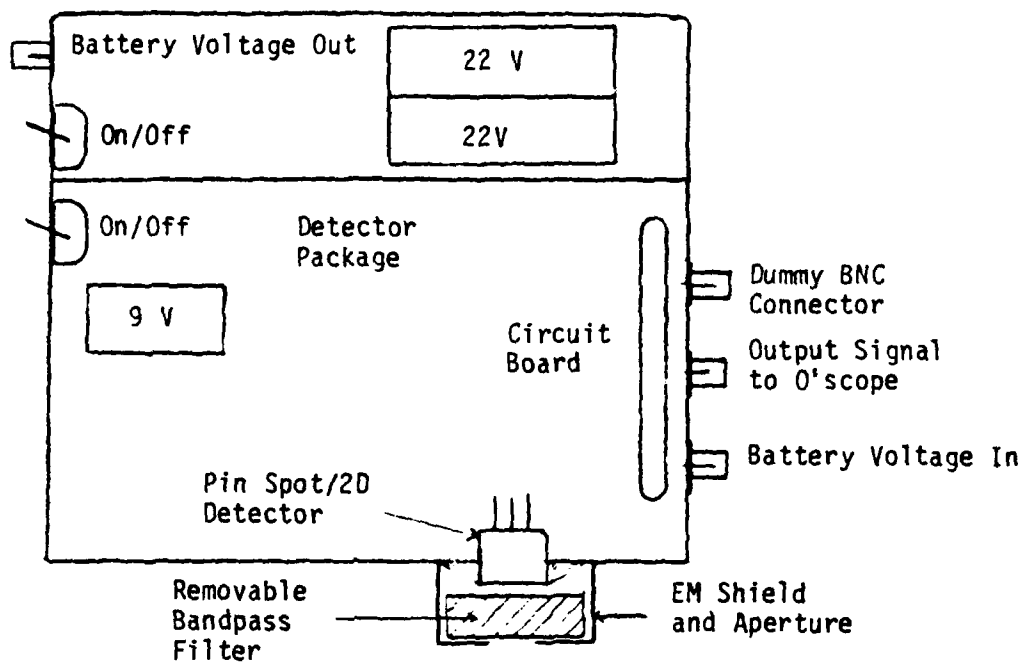 Battery Voltage Out
22 V
22V
On/Off
On/Off
Detector
Package
9 V
Circuit
Board
Dummy BNC
Connector
Output Signal
to O'scope
Battery Voltage In
Pin Spot/2D
Detector
Removable
Bandpass
Filter
EM Shield
and Aperture